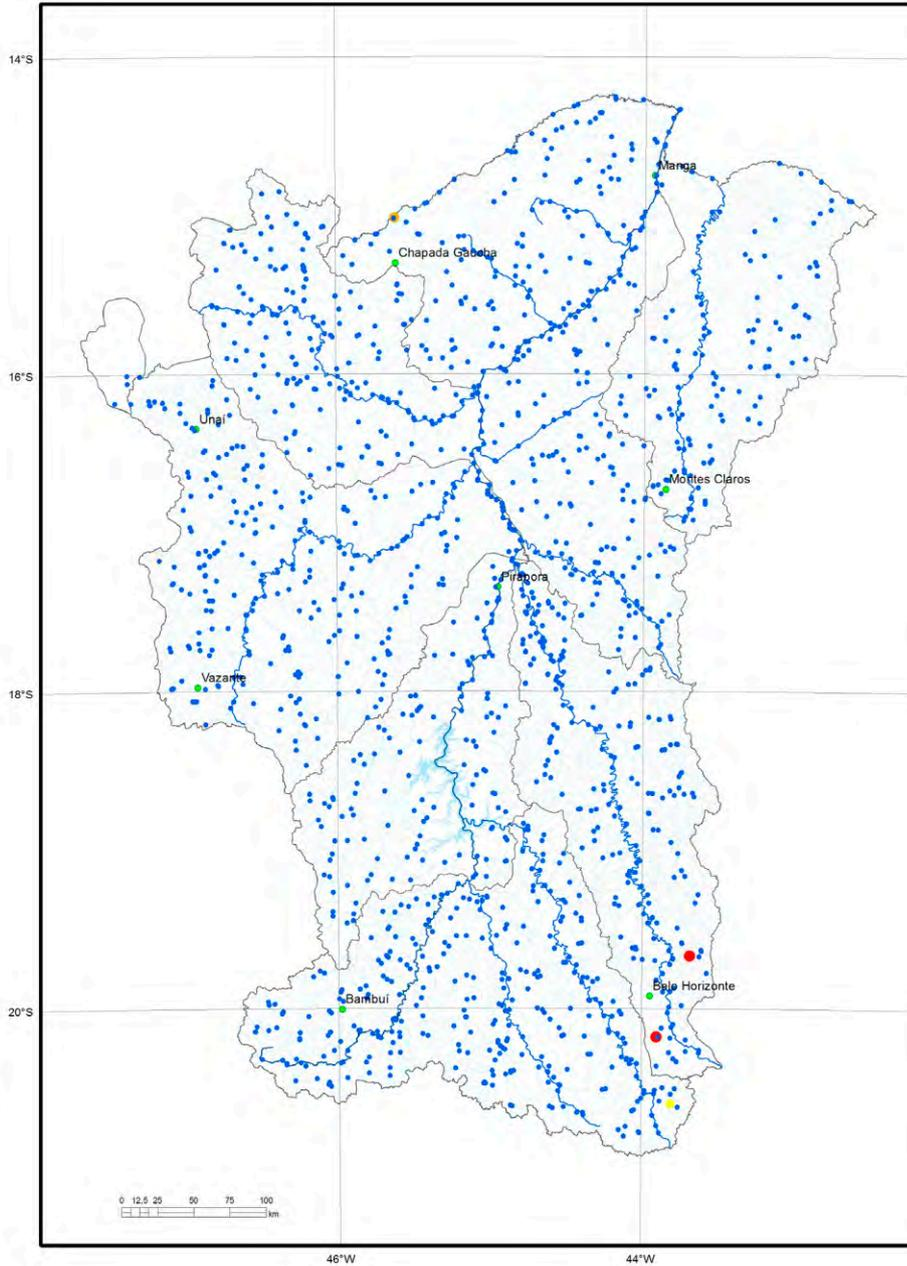 14°S
Manga
Chapada Gaúcha
16°S
Unaí
Montes Claros
Pirapora
Vazante
18°S
Belo Horizonte
Bambuí
20°S
0 12,5 25 50 75 100
km
46°W 44°W